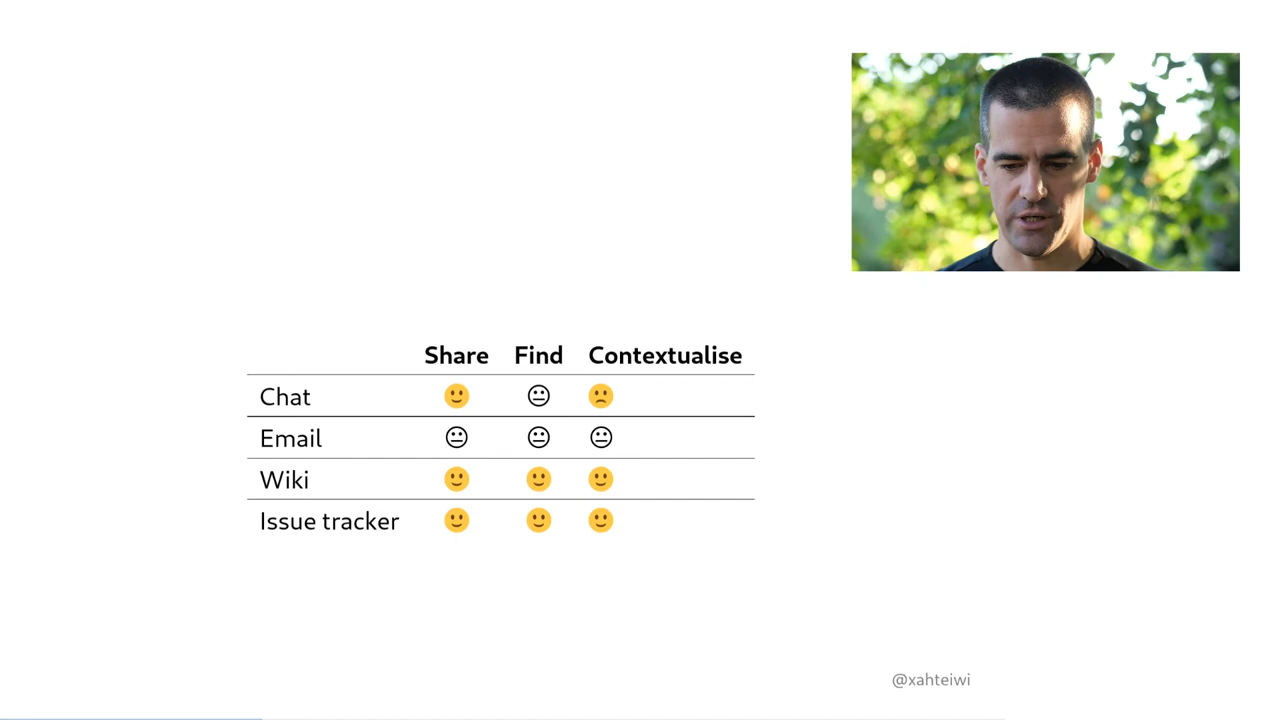 Share Find Contextualise
Chat 🙂 😐 🙁
Email 😐 😐 😐
Wiki 🙂 🙂 🙂
Issue tracker 🙂 🙂 🙂
@xahteiwi